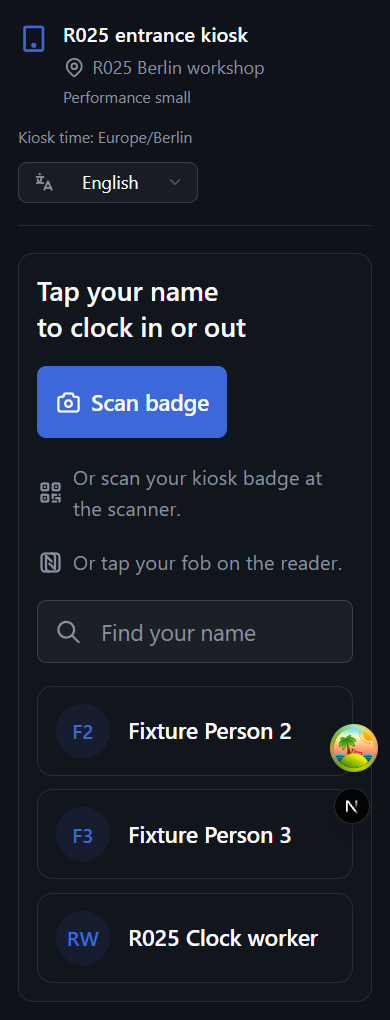 R025 entrance kiosk
R025 Berlin workshop
Performance small
Kiosk time: Europe/Berlin
English
Tap your name
to clock in or out
Scan badge
Or scan your kiosk badge at
the scanner.
Or tap your fob on the reader.
Find your name
F2 Fixture Person 2
N
F3 Fixture Person 3
RW R025 Clock worker